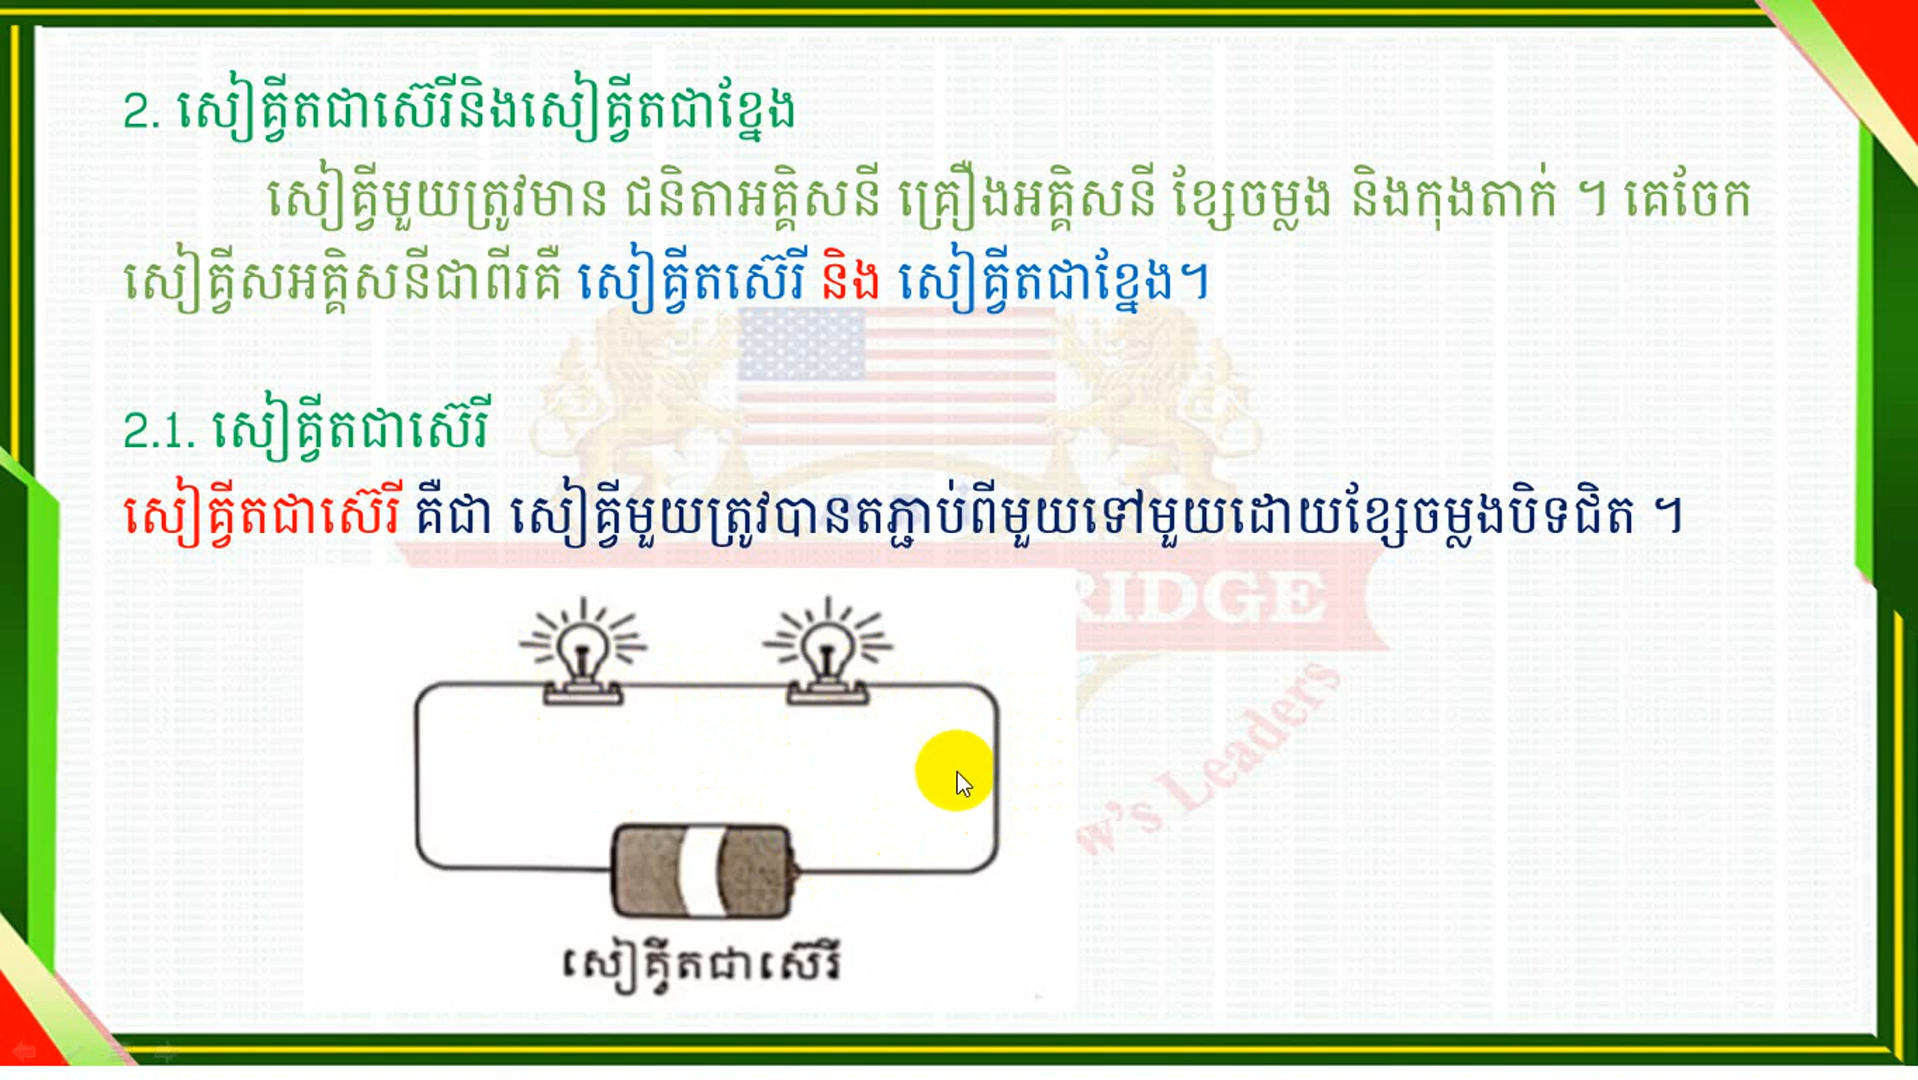 2. សៀគ្វីតជាស៊េរីនិងសៀគ្វីតជាខ្នែង
សៀគ្វីមួយត្រូវមាន ជនិតាអគ្គិសនី គ្រឿងអគ្គិសនី ខ្សែចម្លង និងកុងតាក់ ។ គេចែក
សៀគ្វីសអគ្គិសនីជាពីរគឺ សៀគ្វីតស៊េរី និង សៀគ្វីតជាខ្នែង។
2.1. សៀគ្វីតជាស៊េរី
សៀគ្វីតជាស៊េរី គឺជា សៀគ្វីមួយត្រូវបានតភ្ជាប់ពីមួយទៅមួយដោយខ្សែចម្លងបិទជិត ។
RIDGE
w's Leaders
សៀគ្វីតជាស៊េរី